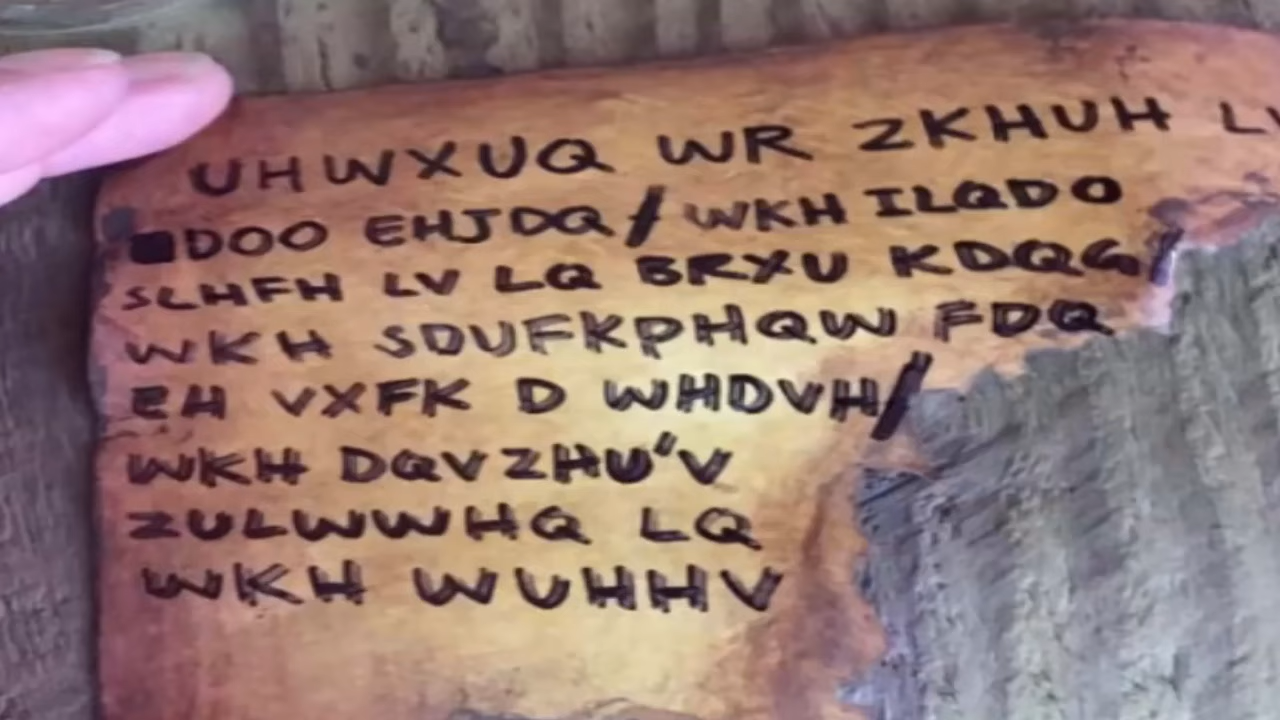 UHWXUQ WR ZKHUH
DOO EHJDQ/WKH ILQDO
SLHFH LV LQ BRXU KDQG/
WKH SDUFKPHQW FDQ
EH VXFK D WHDVH/
WKH DQVZHU'V
ZULWWHQ LQ
WKH WUHHV